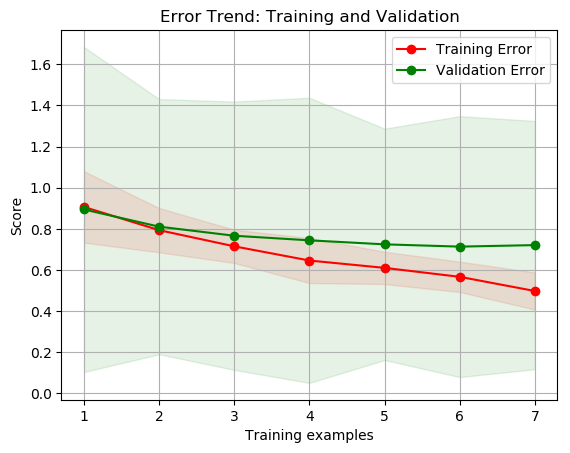 Error Trend: Training and Validation
Training Error
Validation Error
Score
1.6
1.4
1.2
1.0
0.8
0.6
0.4
0.2
0.0
1 2 3 4 5 6 7
Training examples